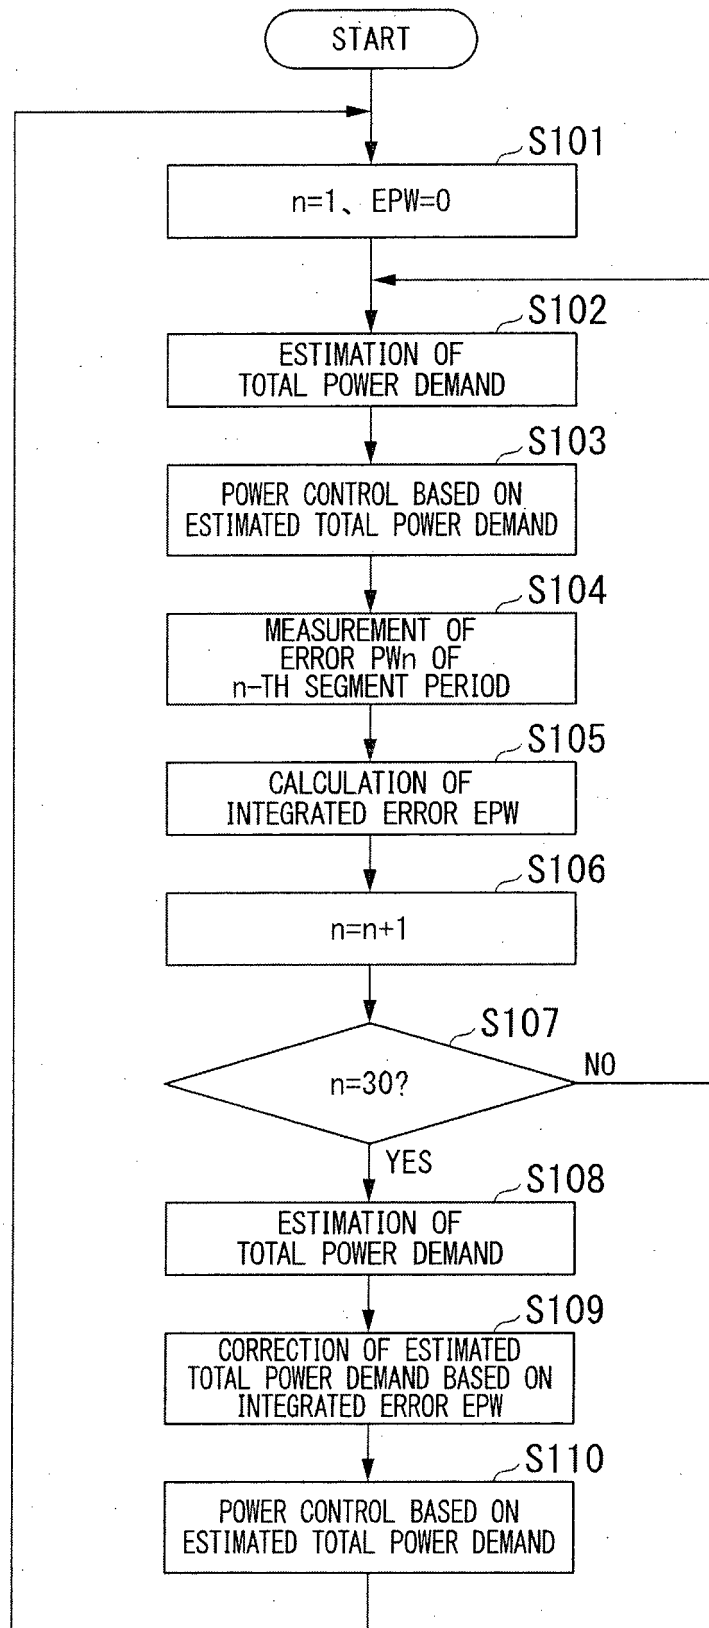 START
S101
n=1、EPW=0
S102
ESTIMATION OF
TOTAL POWER DEMAND
S103
POWER CONTROL BASED ON
ESTIMATED TOTAL POWER DEMAND
S104
MEASUREMENT OF
ERROR PWn OF
n-TH SEGMENT PERIOD
S105
CALCULATION OF
INTEGRATED ERROR EPW
S106
n=n+1
S107
n=30?
NO
YES
S108
ESTIMATION OF
TOTAL POWER DEMAND
S109
CORRECTION OF ESTIMATED
TOTAL POWER DEMAND BASED ON
INTEGRATED ERROR EPW
S110
POWER CONTROL BASED ON
ESTIMATED TOTAL POWER DEMAND